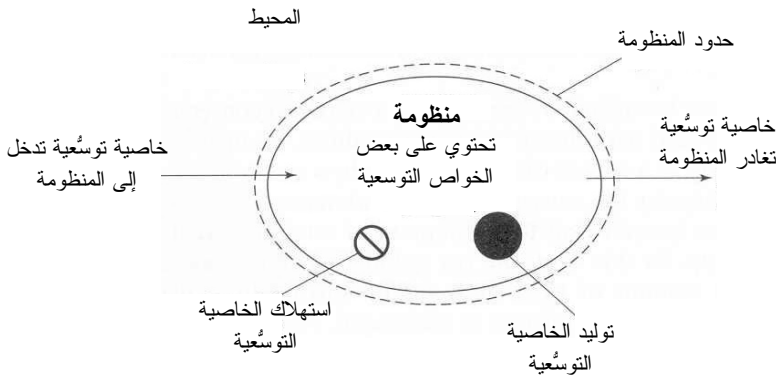 المحيط
حدود المنظومة
منظومة
تحتوي على بعض
الخواص التوسعية
خاصية توسُّعية
تغادر المنظومة
خاصية توسُّعية تدخل
إلى المنظومة
استهلاك الخاصية
التوسُّعية
توليد الخاصية
التوسُّعية